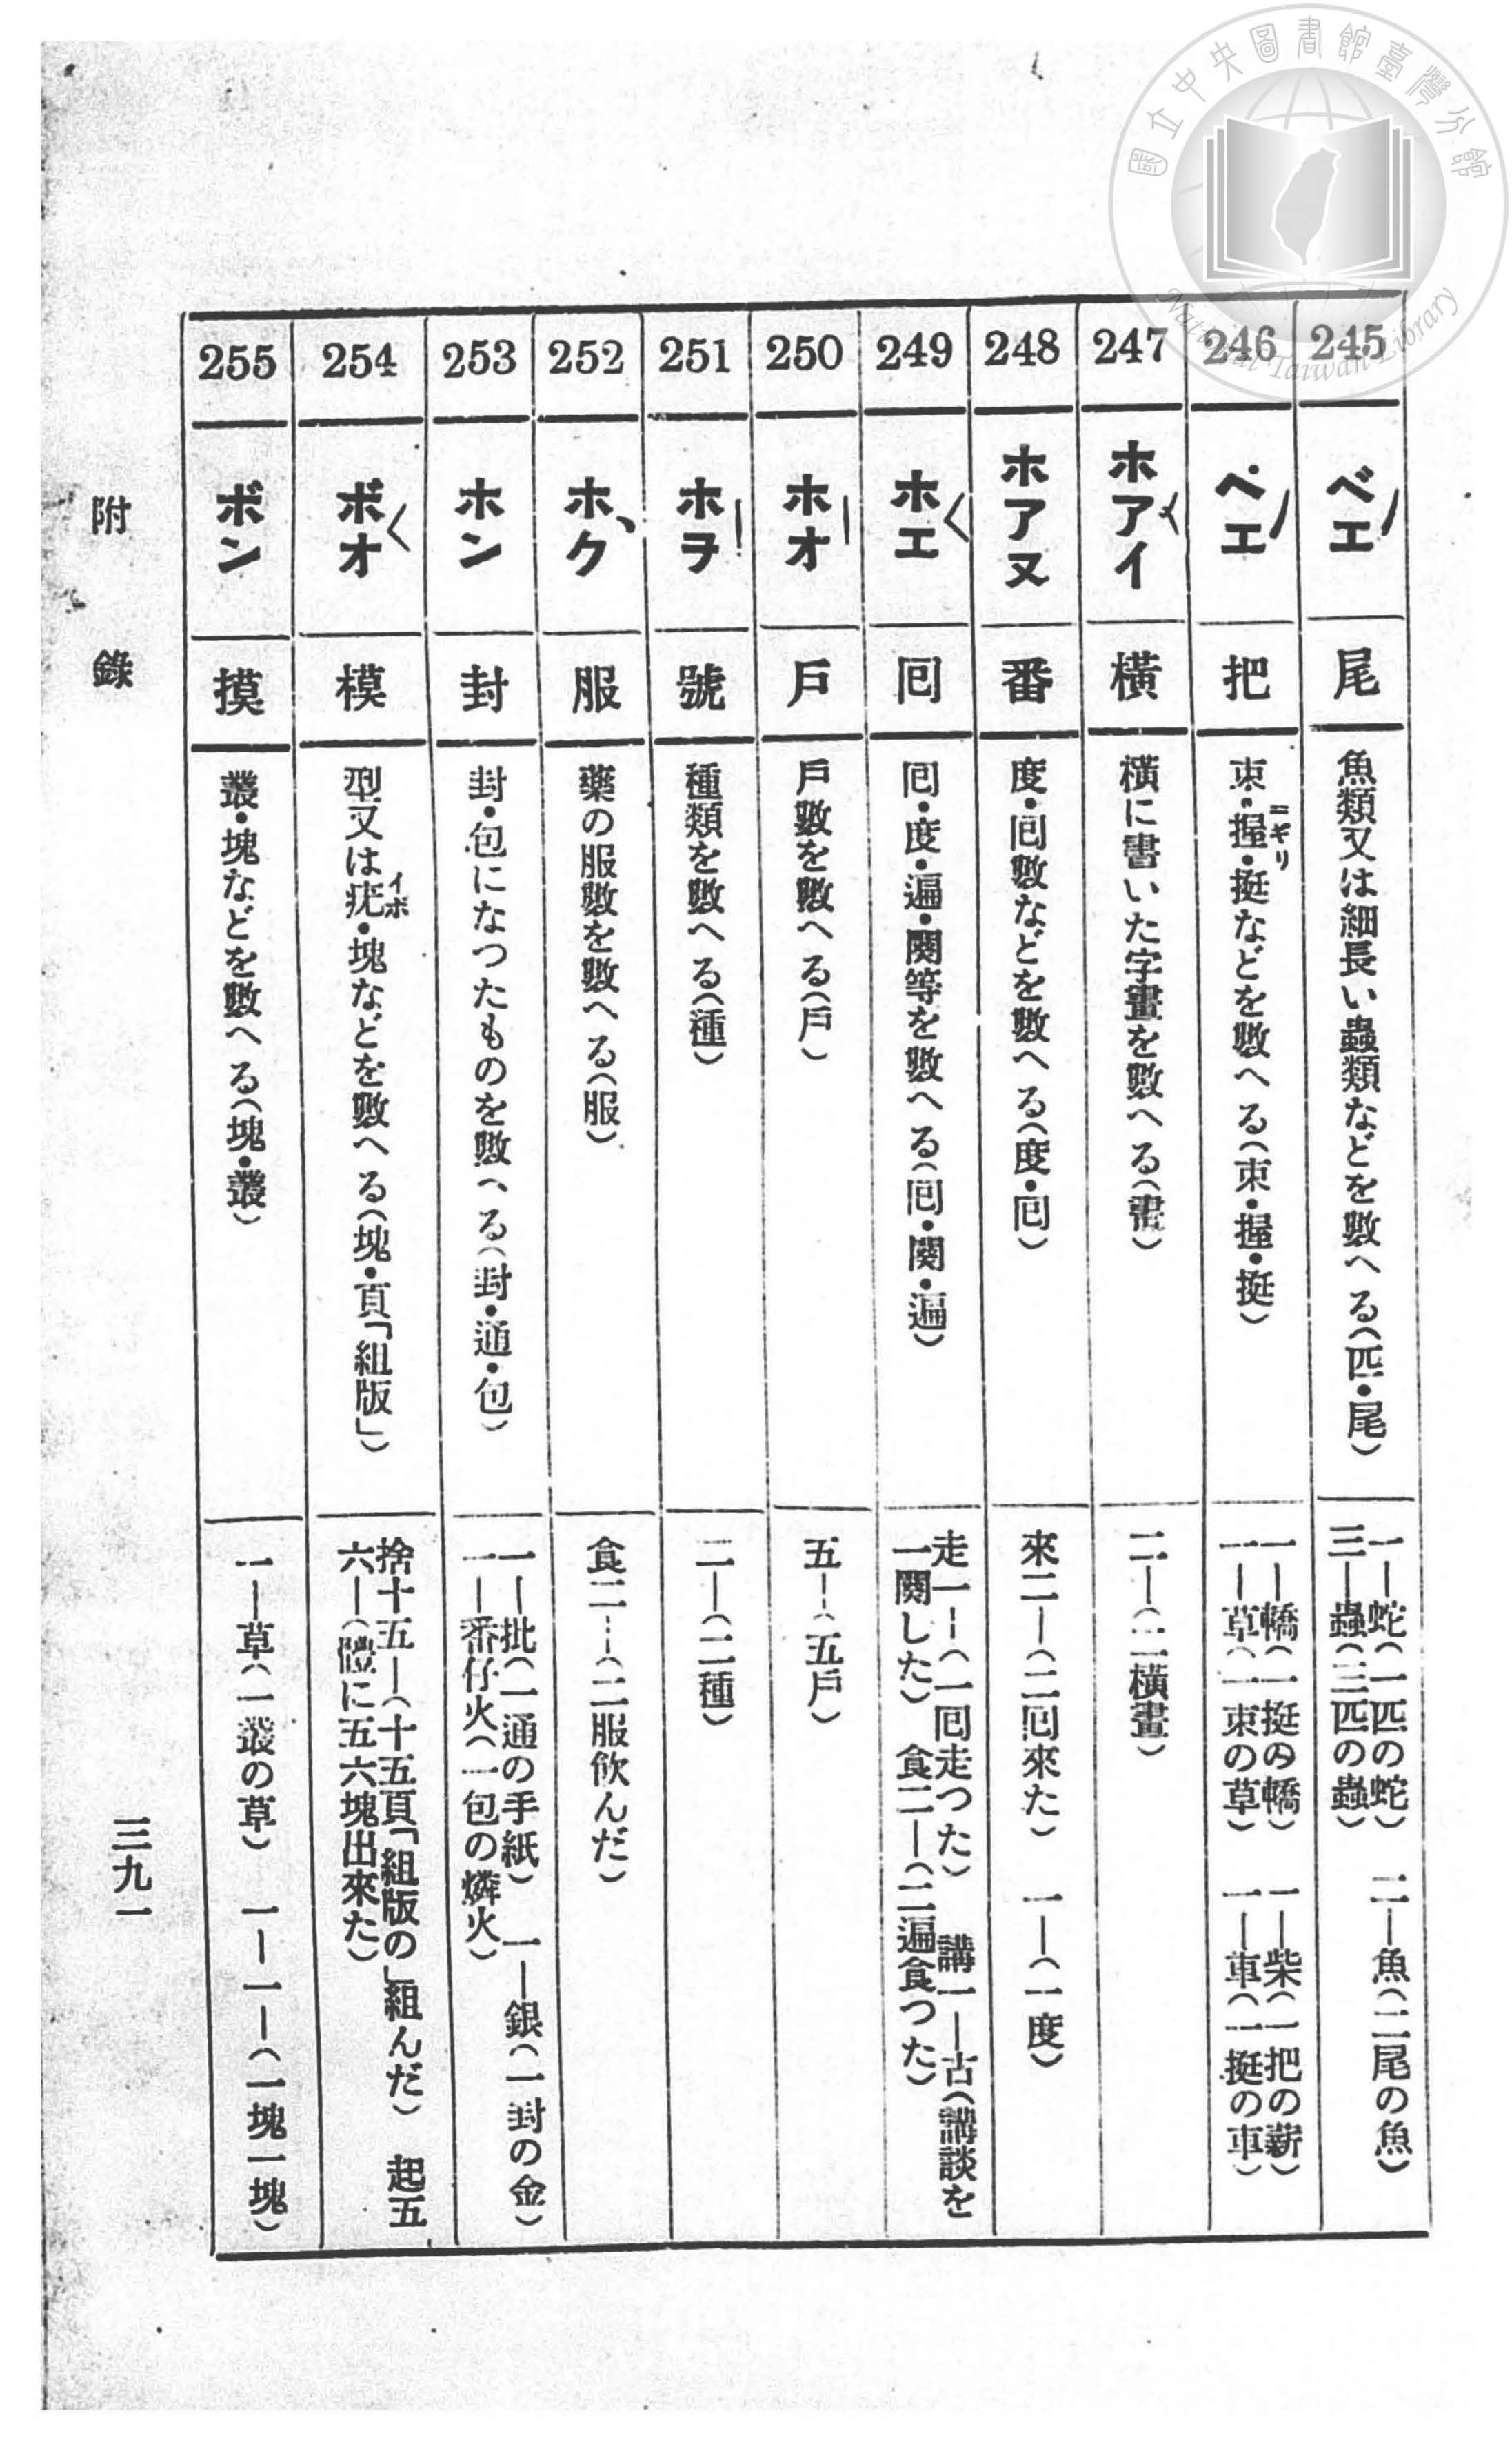 國立中央圖書館臺灣分館
National Taiwan Library
245
ベエ
尾
魚類又は細長い蟲類などを數へる(匹・尾)
一―蛇(一匹の蛇) 二―魚(二尾の魚)
三―蟲(三匹の蟲)
246
ペエ
把
束・握・挺などを數へる(束・握・挺)
ニギリ
一―轎(一挺の轎) 一―柴(一把の薪)
一―草(一束の草) 一―車(一挺の車)
247
ホアイ
橫
橫に書いた字畫を數へる(畫)
二―(二橫畫)
248
ホアヌ
番
度・回數などを數へる(度・回)
來二―(二回來た) 一―(一度)
249
ホエ
回
回・度・遍・闋等を數へる(回・闋・遍)
走一―(一回走つた) 講一―古(講談を
一闋した) 食二―(二遍食つた)
250
ホオ
戶
戶數を數へる(戶)
五―(五戶)
251
ホヲ
號
種類を數へる(種)
二―(二種)
252
ホク
服
藥の服數を數へる(服)
食二―(二服飮んだ)
253
ホン
封
封・包になつたものを數へる(封・通・包)
一―批(一通の手紙) 一―銀(一封の金)
一―番仔火(一包の燐火)
254
ボオ
模
型又は疣・塊などを數へる(塊・頁「組版」)
イボ
捨十五―(十五頁「組版の」組んだ) 起五
六―(體に五六塊出來た)
255
ボン
摸
叢・塊などを數へる(塊・叢)
一―草(一叢の草) 一―一―(一塊一塊)
附錄
三九一